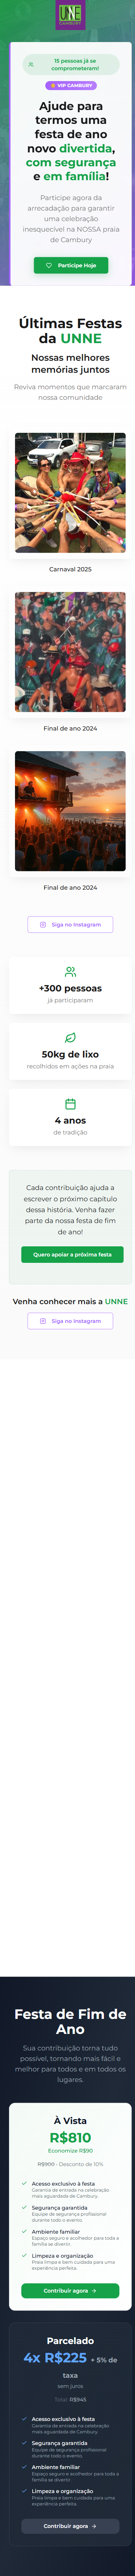 UNNE
CAMBURY
15 pessoas já se
comprometeram!
VIP CAMBURY
Ajude para
termos uma
festa de ano
novo divertida,
com segurança
e em família!
Participe agora da
arrecadação para garantir
uma celebração
inesquecível na NOSSA praia
de Cambury
Participe Hoje
Últimas Festas
da UNNE
Nossas melhores
memórias juntos
Reviva momentos que marcaram
nossa comunidade
Carnaval 2025
Final de ano 2024
Final de ano 2024
Siga no Instagram
+300 pessoas
já participaram
50kg de lixo
recolhidos em ações na praia
4 anos
de tradição
Cada contribuição ajuda a
escrever o próximo capítulo
dessa história. Venha fazer
parte da nossa festa de fim
de ano!
Quero apoiar a próxima festa
Venha conhecer mais a UNNE
Siga no Instagram
Festa de Fim de
Ano
Sua contribuição torna tudo
possível, tornando mais fácil e
melhor para todos e em todos os
lugares.
À Vista
R$810
Economize R$90
R$900 • Desconto de 10%
Acesso exclusivo à festa
Garantia de entrada na celebração
mais aguardada de Cambury.
Segurança garantida
Equipe de segurança profissional
durante todo o evento.
Ambiente familiar
Espaço seguro e acolhedor para toda a
família se divertir.
Limpeza e organização
Praia limpa e bem cuidada para uma
experiência perfeita.
Contribuir agora →
Parcelado
4x R$225 + 5% de
taxa
sem juros
Total: R$945
Acesso exclusivo à festa
Garantia de entrada na celebração
mais aguardada de Cambury.
Segurança garantida
Equipe de segurança profissional
durante todo o evento.
Ambiente familiar
Espaço seguro e acolhedor para toda a
família se divertir.
Limpeza e organização
Praia limpa e bem cuidada para uma
experiência perfeita.
Contribuir agora →